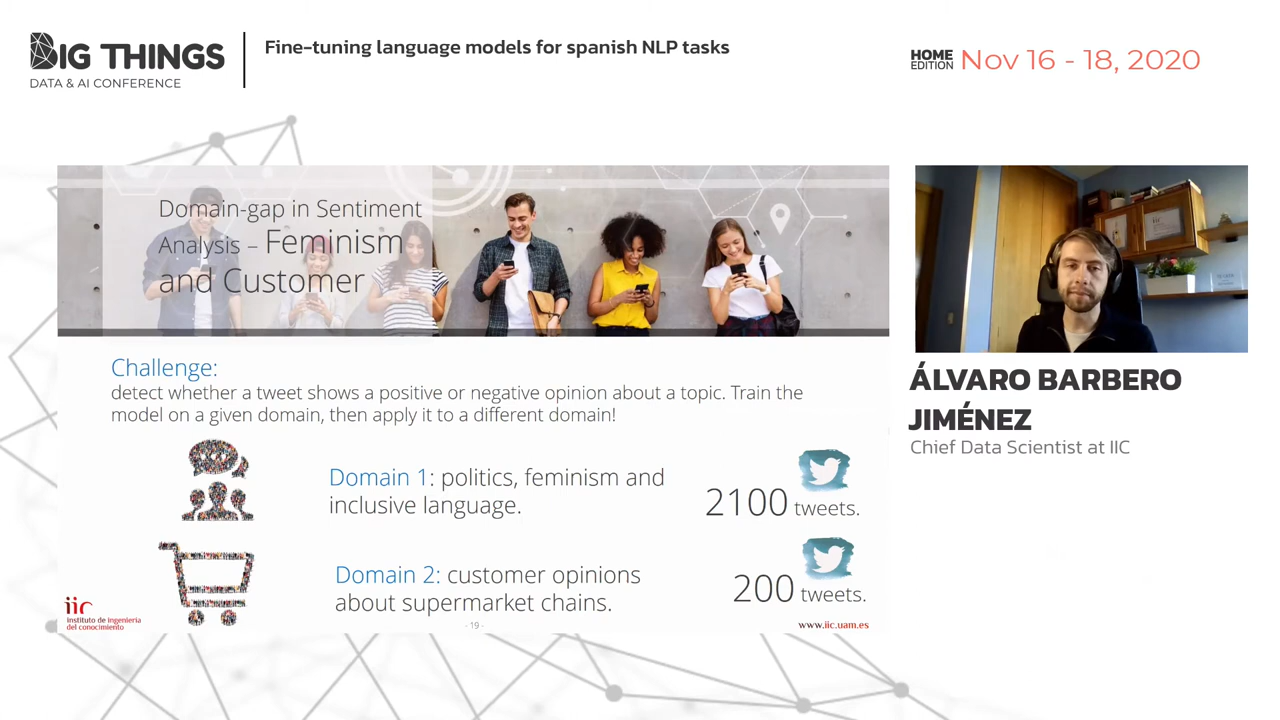 BIG THINGS
DATA & AI CONFERENCE
Fine-tuning language models for spanish NLP tasks
HOME
EDITION
Nov 16 - 18, 2020
Domain-gap in Sentiment
Analysis – Feminism
and Customer
Challenge:
detect whether a tweet shows a positive or negative opinion about a topic. Train the
model on a given domain, then apply it to a different domain!
Domain 1: politics, feminism and
inclusive language.
2100 tweets.
Domain 2: customer opinions
about supermarket chains.
200 tweets.
iic
instituto de ingeniería
del conocimiento
- 19 -
www.iic.uam.es
iic
ÁLVARO BARBERO
JIMÉNEZ
Chief Data Scientist at IIC